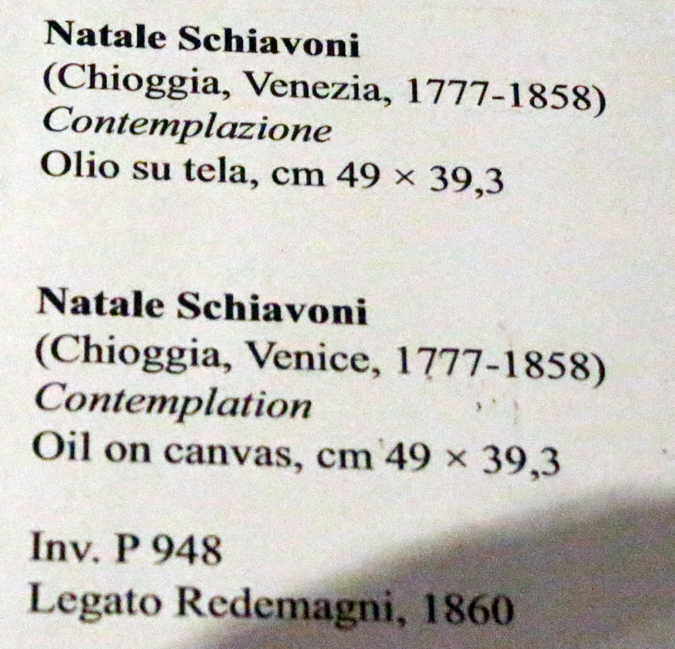 Natale Schiavoni
(Chioggia, Venezia, 1777-1858)
Contemplazione
Olio su tela, cm 49 × 39,3
Natale Schiavoni
(Chioggia, Venice, 1777-1858)
Contemplation
Oil on canvas, cm 49 × 39,3
Inv. P 948
Legato Redemagni, 1860